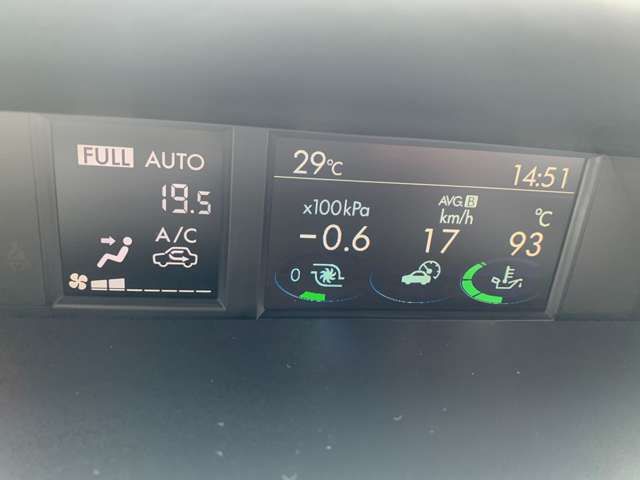 FULL AUTO
19.5
A/C
29℃
14:51
x100kPa
-0.6
0
AVG.B
km/h
17
℃
93